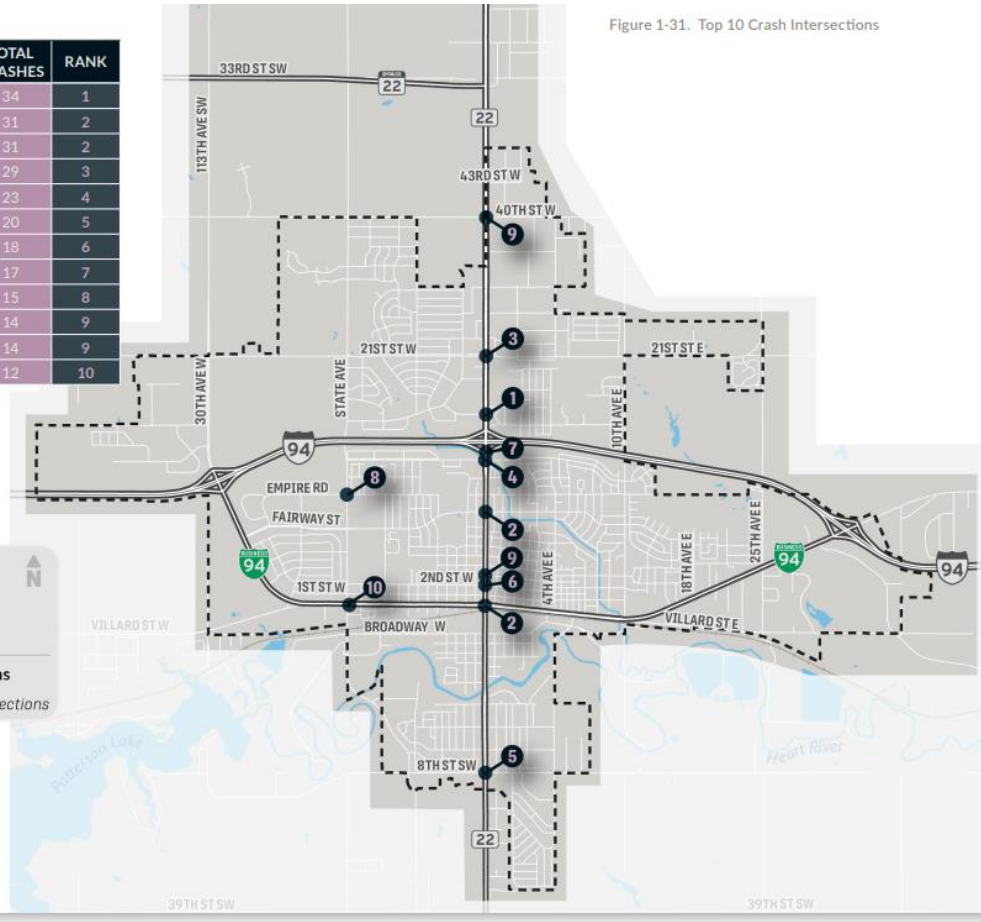 Figure 1-31. Top 10 Crash Intersections
OTAL
ASHES RANK
34 1
31 2
31 2
29 3
23 4
20 5
18 6
17 7
15 8
14 9
14 9
12 10
33RD ST SW
BYPASS
22
22
113TH AVE SW
43RD ST W
40TH ST W
9
3
21ST ST W
21ST ST E
STATE AVE
30TH AVE W
1
10TH AVE E
94
7
4
8
EMPIRE RD
FAIRWAY ST
2
25TH AVE E
BUSINESS
94
BUSINESS
94
94
9
2ND ST W
6
4TH AVE E
18TH AVE E
1ST ST W
10
N
VILLARD ST W
BROADWAY W
2
VILLARD ST E
ns
ections
Patterson Lake
Heart River
8TH ST SW
5
22
39TH ST SW
39TH ST SW